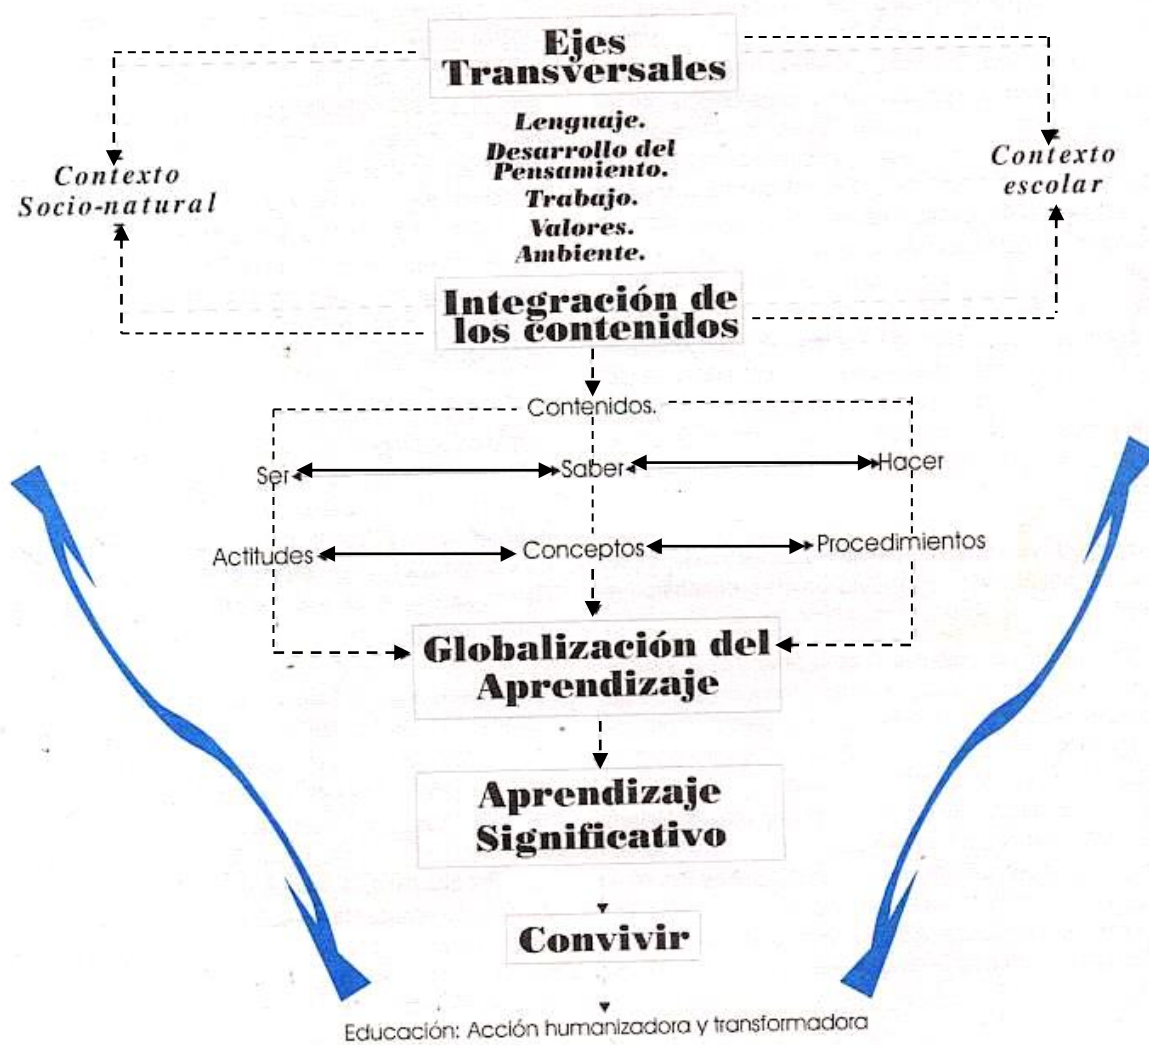 Ejes
Transversales
Lenguaje.
Desarrollo del
Pensamiento.
Trabajo.
Valores.
Ambiente.
Contexto
Socio-natural
Contexto
escolar
Integración de
los contenidos
Contenidos.
Ser Saber Hacer
Actitudes Conceptos Procedimientos
Globalización del
Aprendizaje
Aprendizaje
Significativo
Convivir
Educación: Acción humanizadora y transformadora